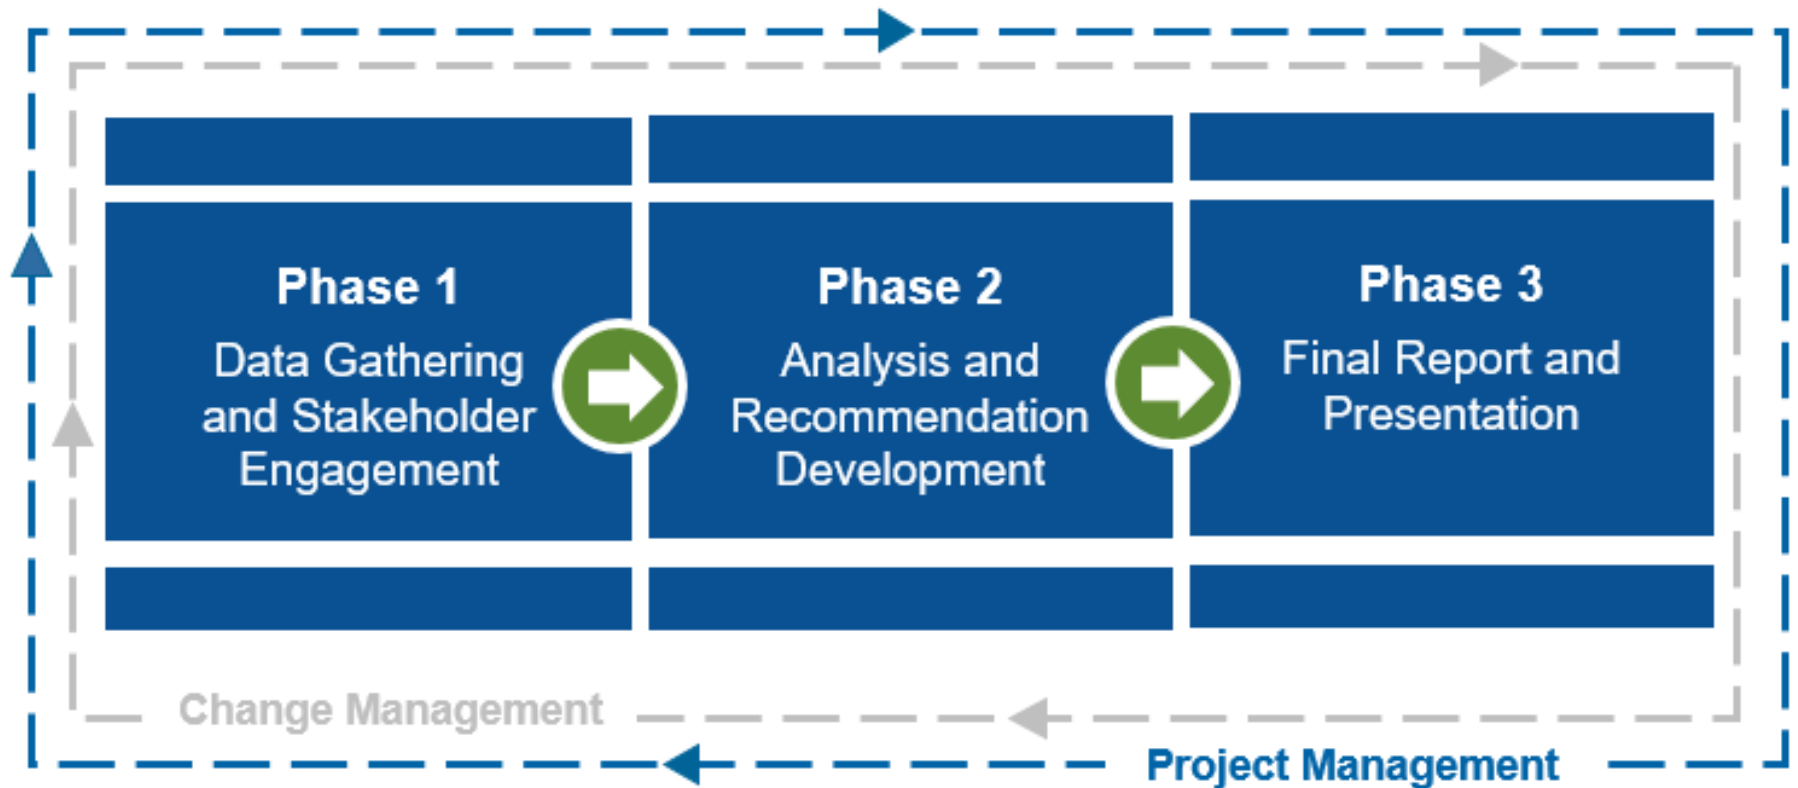 Phase 1
Data Gathering
and Stakeholder
Engagement
Phase 2
Analysis and
Recommendation
Development
Phase 3
Final Report and
Presentation
Change Management
Project Management